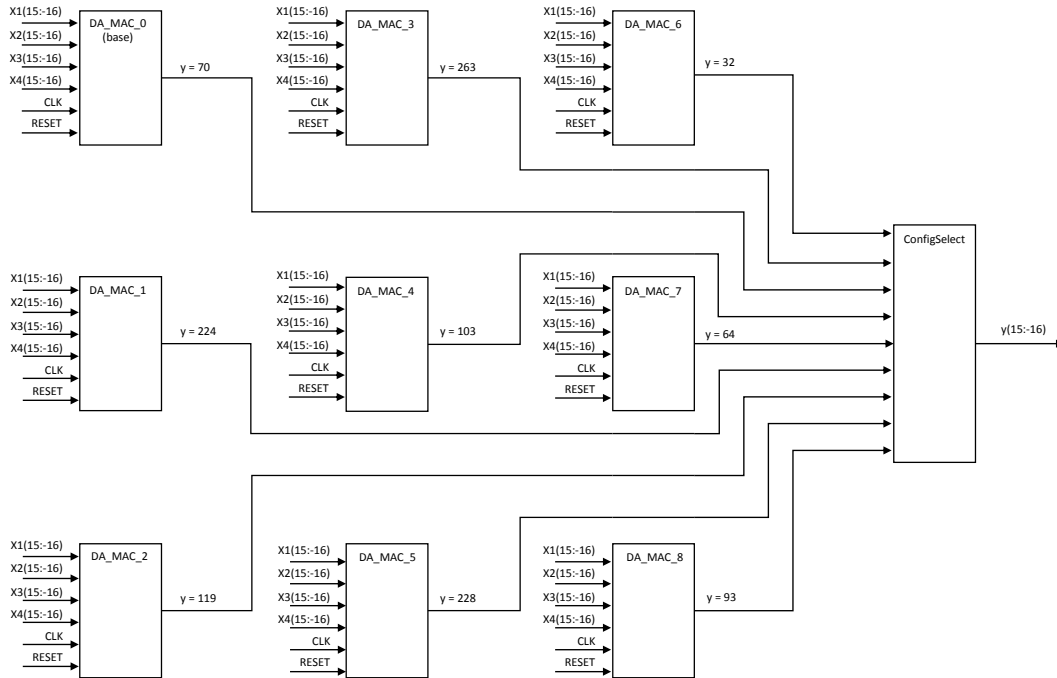 X1(15:-16)
X2(15:-16)
X3(15:-16)
X4(15:-16)
CLK
RESET
DA_MAC_0
(base)
y = 70
X1(15:-16)
X2(15:-16)
X3(15:-16)
X4(15:-16)
CLK
RESET
DA_MAC_3
y = 263
X1(15:-16)
X2(15:-16)
X3(15:-16)
X4(15:-16)
CLK
RESET
DA_MAC_6
y = 32
X1(15:-16)
X2(15:-16)
X3(15:-16)
X4(15:-16)
CLK
RESET
DA_MAC_1
y = 224
X1(15:-16)
X2(15:-16)
X3(15:-16)
X4(15:-16)
CLK
RESET
DA_MAC_4
y = 103
X1(15:-16)
X2(15:-16)
X3(15:-16)
X4(15:-16)
CLK
RESET
DA_MAC_7
y = 64
ConfigSelect
y(15:-16)
X1(15:-16)
X2(15:-16)
X3(15:-16)
X4(15:-16)
CLK
RESET
DA_MAC_2
y = 119
X1(15:-16)
X2(15:-16)
X3(15:-16)
X4(15:-16)
CLK
RESET
DA_MAC_5
y = 228
X1(15:-16)
X2(15:-16)
X3(15:-16)
X4(15:-16)
CLK
RESET
DA_MAC_8
y = 93